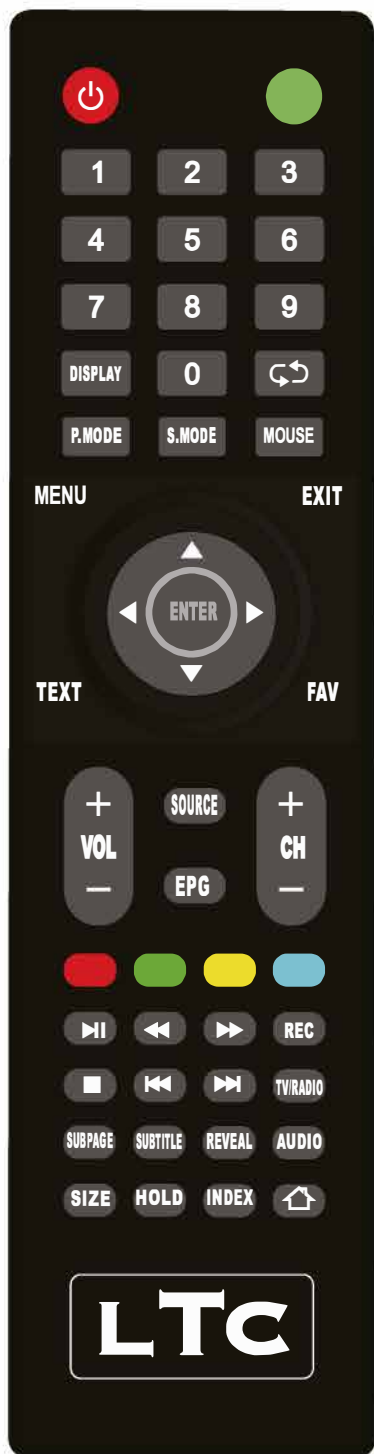 1 2 3
4 5 6
7 8 9
DISPLAY 0
P.MODE S.MODE MOUSE
MENU EXIT
ENTER
TEXT FAV
+ SOURCE +
VOL CH
− EPG −
REC
TV/RADIO
SUBPAGE SUBTITLE REVEAL AUDIO
SIZE HOLD INDEX
LTC